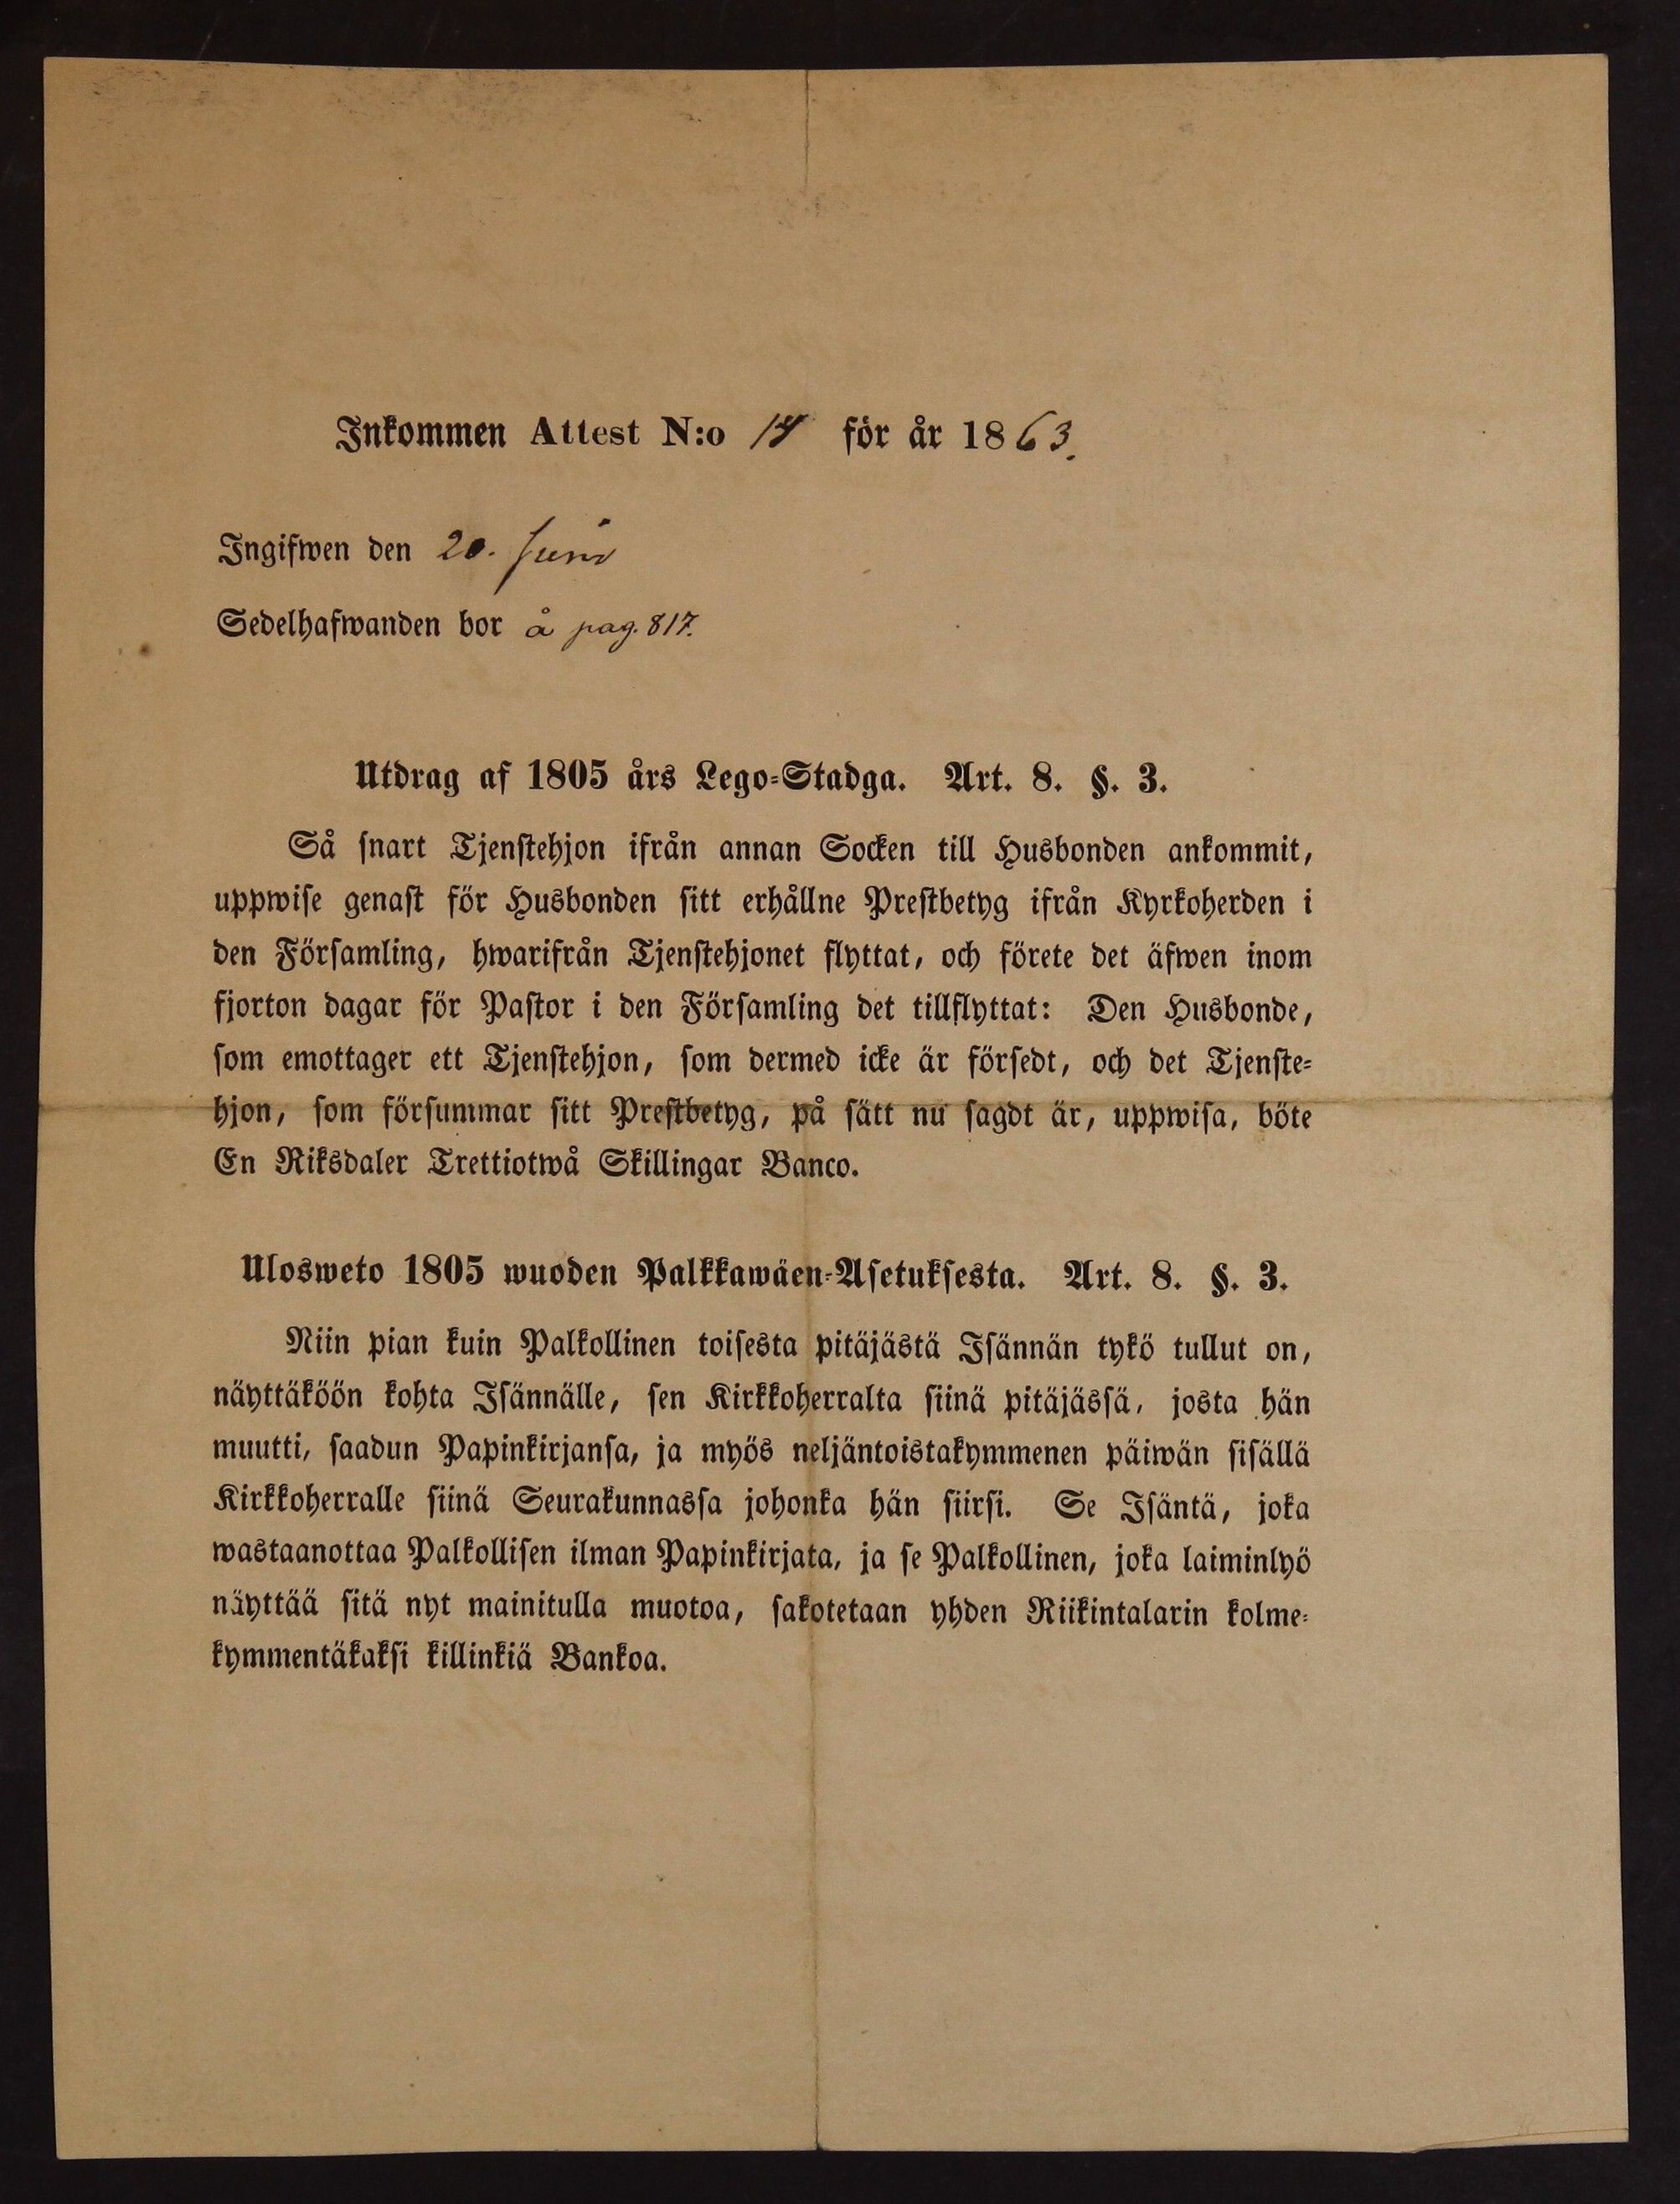 Inkommen Attest N:o 14 för år 1863.
Ingifwen den 20. Juni
Sedelhafwanden bor å pag. 817.
Utdrag af 1805 års Lego-Stadga. Art. 8. §. 3.
Så snart Tjenstehjon ifrån annan Socken till Husbonden ankommit,
uppwise genast för Husbonden sitt erhållne Prestbetyg ifrån Kyrkoherden i
den Församling, hwarifrån Tjenstehjonet flyttat, och förete det äfwen inom
fjorton dagar för Pastor i den Församling det tillflyttat: Den Husbonde,
som emottager ett Tjenstehjon, som dermed icke är försedt, och det Tjenste-
hjon, som försummar sitt Prestbetyg, på sätt nu sagdt är, uppwisa, böte
En Riksdaler Trettiotwå Skillingar Banco.
Ulosweto 1805 wuoden Palkkawäen-Asetuksesta. Art. 8. §. 3.
Niin pian kuin Palkollinen toisesta pitäjästä Isännän tykö tullut on,
näyttäköön kohta Isännälle, sen Kirkkoherralta siinä pitäjässä, josta hän
muutti, saadun Papinkirjansa, ja myös neljäntoistakymmenen päiwän sisällä
Kirkkoherralle siinä Seurakunnassa johonka hän siirsi. Se Isäntä, joka
wastaanottaa Palkollisen ilman Papinkirjata, ja se Palkollinen, joka laiminlyö
näyttää sitä nyt mainitulla muotoa, sakotetaan yhden Riikintalarin kolme-
kymmentäkaksi killinkiä Bankoa.